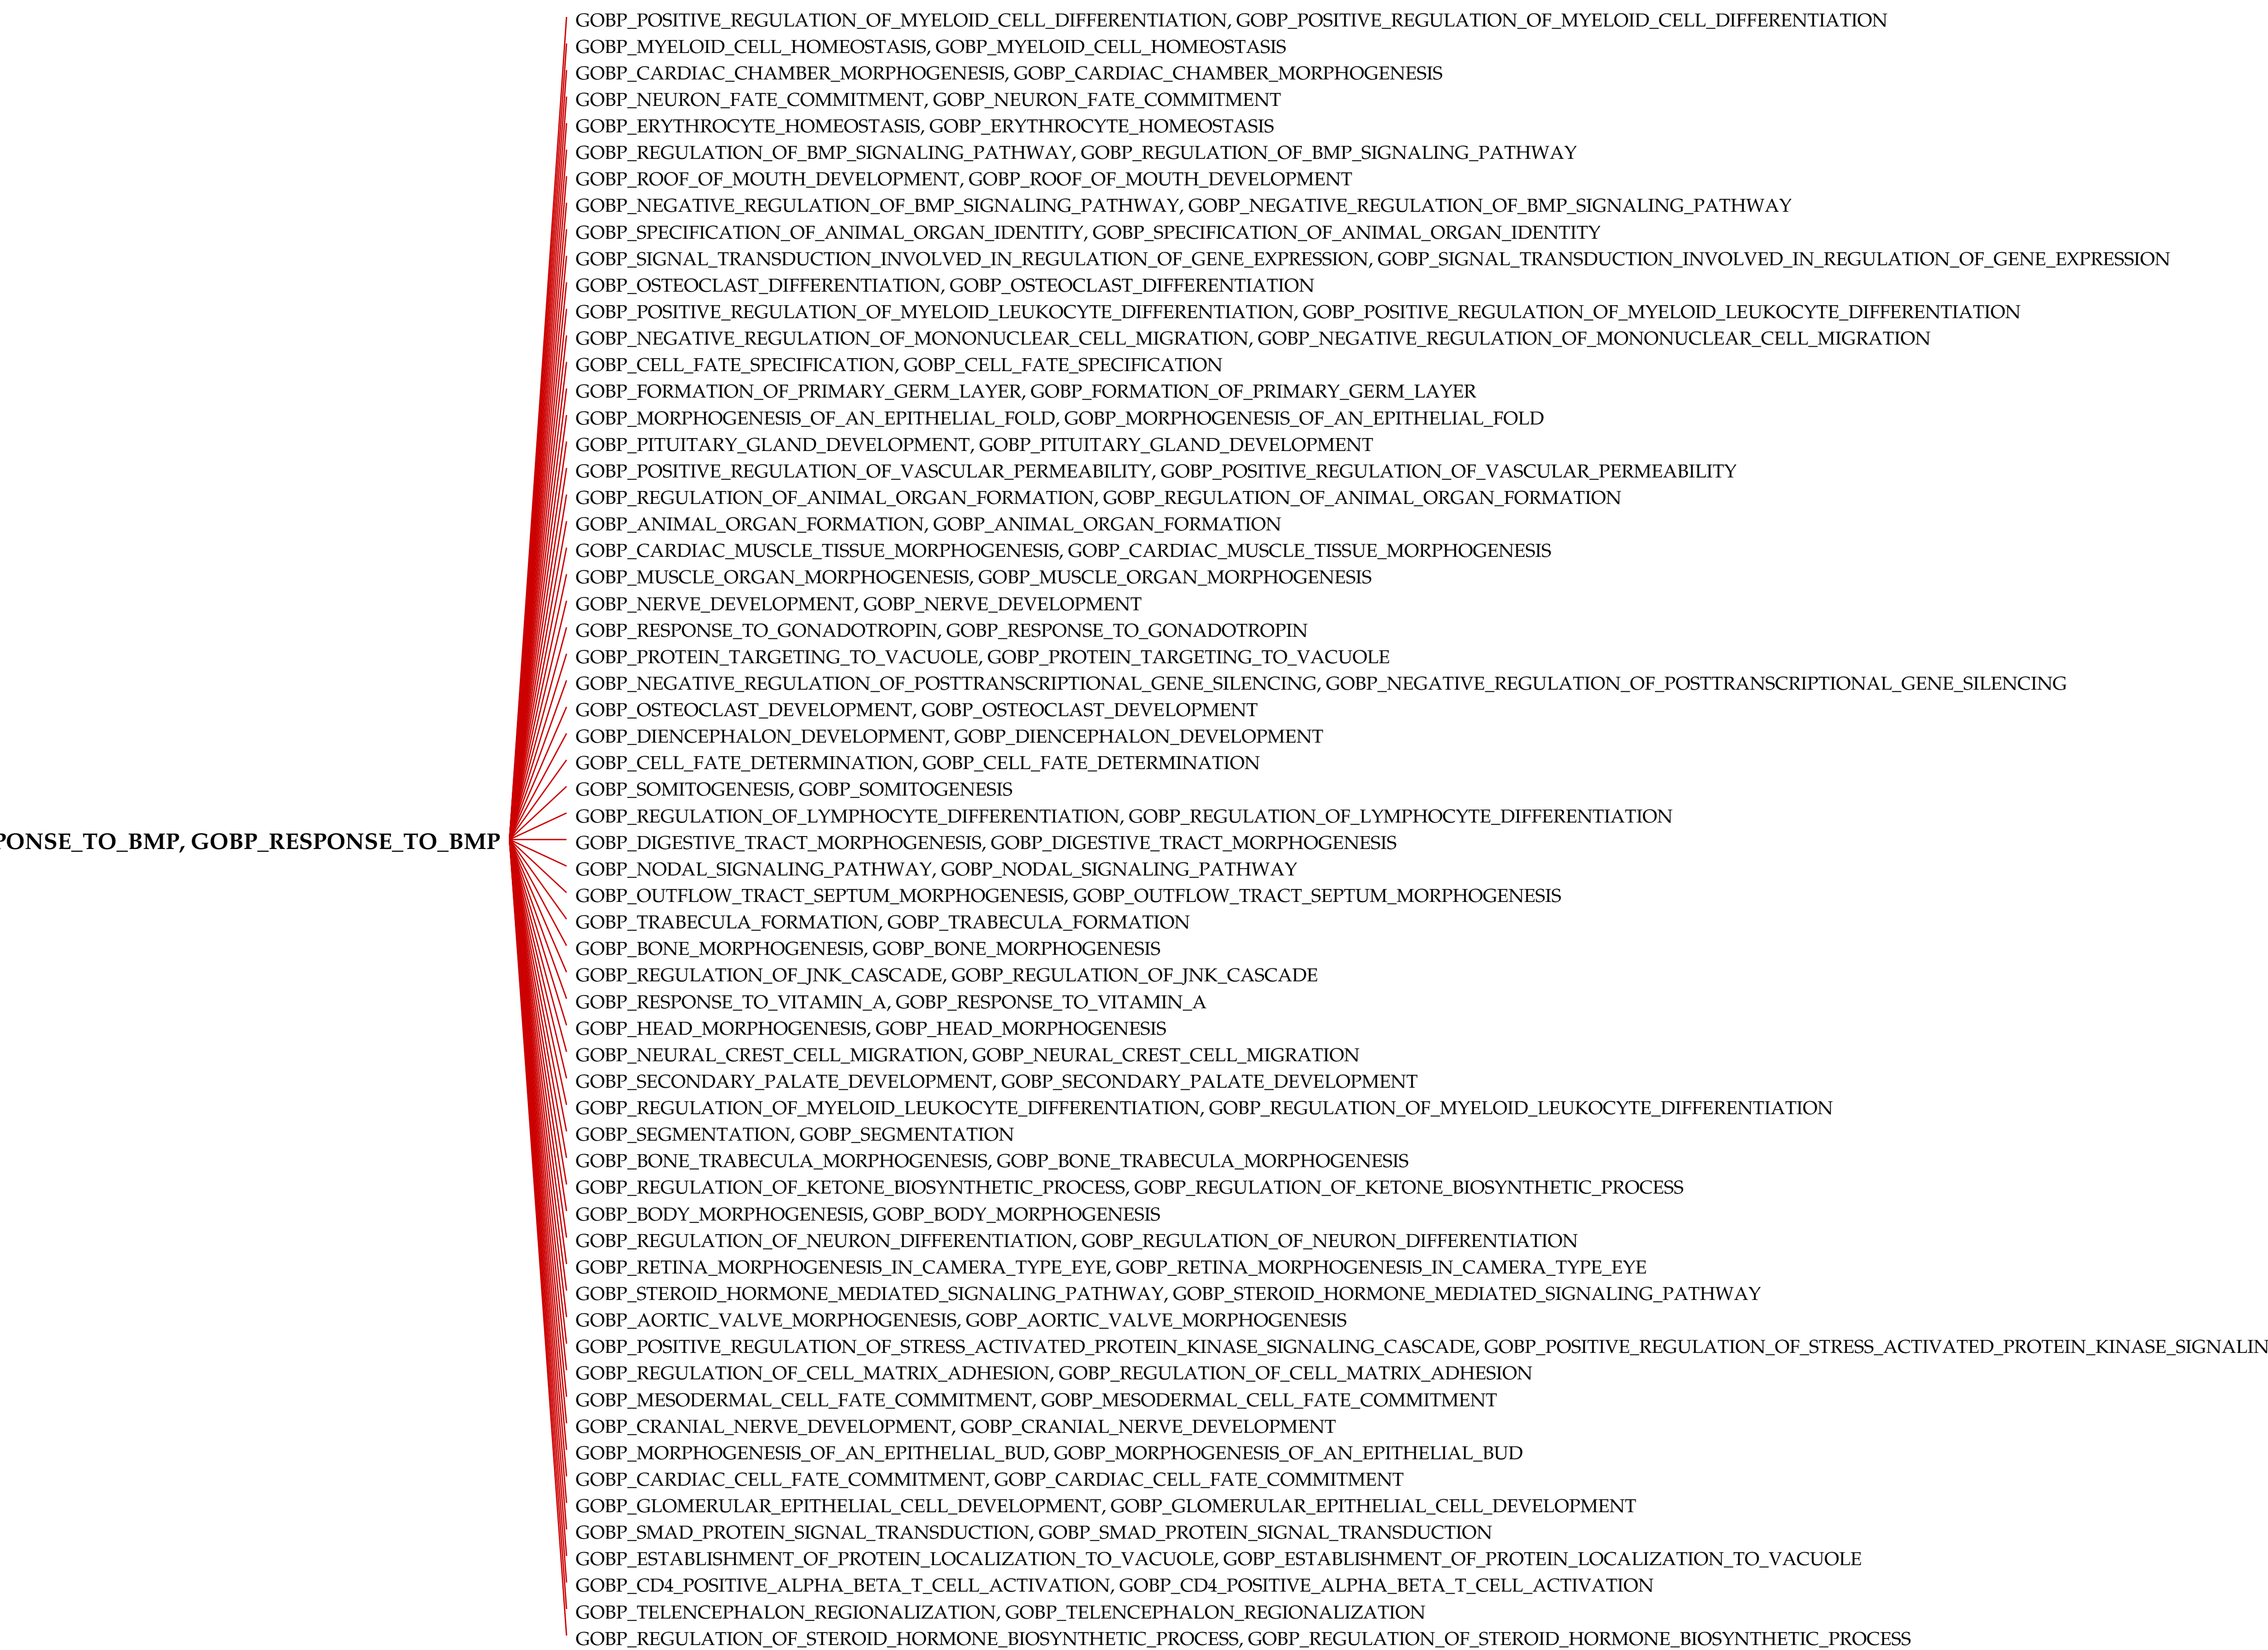 GOBP_POSITIVE_REGULATION_OF_MYELOID_CELL_DIFFERENTIATION, GOBP_POSITIVE_REGULATION_OF_MYELOID_CELL_DIFFERENTIATION
GOBP_MYELOID_CELL_HOMEOSTASIS, GOBP_MYELOID_CELL_HOMEOSTASIS
GOBP_CARDIAC_CHAMBER_MORPHOGENESIS, GOBP_CARDIAC_CHAMBER_MORPHOGENESIS
GOBP_NEURON_FATE_COMMITMENT, GOBP_NEURON_FATE_COMMITMENT
GOBP_ERYTHROCYTE_HOMEOSTASIS, GOBP_ERYTHROCYTE_HOMEOSTASIS
GOBP_REGULATION_OF_BMP_SIGNALING_PATHWAY, GOBP_REGULATION_OF_BMP_SIGNALING_PATHWAY
GOBP_ROOF_OF_MOUTH_DEVELOPMENT, GOBP_ROOF_OF_MOUTH_DEVELOPMENT
GOBP_NEGATIVE_REGULATION_OF_BMP_SIGNALING_PATHWAY, GOBP_NEGATIVE_REGULATION_OF_BMP_SIGNALING_PATHWAY
GOBP_SPECIFICATION_OF_ANIMAL_ORGAN_IDENTITY, GOBP_SPECIFICATION_OF_ANIMAL_ORGAN_IDENTITY
GOBP_SIGNAL_TRANSDUCTION_INVOLVED_IN_REGULATION_OF_GENE_EXPRESSION, GOBP_SIGNAL_TRANSDUCTION_INVOLVED_IN_REGULATION_OF_GENE_EXPRESSION
GOBP_OSTEOCLAST_DIFFERENTIATION, GOBP_OSTEOCLAST_DIFFERENTIATION
GOBP_POSITIVE_REGULATION_OF_MYELOID_LEUKOCYTE_DIFFERENTIATION, GOBP_POSITIVE_REGULATION_OF_MYELOID_LEUKOCYTE_DIFFERENTIATION
GOBP_NEGATIVE_REGULATION_OF_MONONUCLEAR_CELL_MIGRATION, GOBP_NEGATIVE_REGULATION_OF_MONONUCLEAR_CELL_MIGRATION
GOBP_CELL_FATE_SPECIFICATION, GOBP_CELL_FATE_SPECIFICATION
GOBP_FORMATION_OF_PRIMARY_GERM_LAYER, GOBP_FORMATION_OF_PRIMARY_GERM_LAYER
GOBP_MORPHOGENESIS_OF_AN_EPITHELIAL_FOLD, GOBP_MORPHOGENESIS_OF_AN_EPITHELIAL_FOLD
GOBP_PITUITARY_GLAND_DEVELOPMENT, GOBP_PITUITARY_GLAND_DEVELOPMENT
GOBP_POSITIVE_REGULATION_OF_VASCULAR_PERMEABILITY, GOBP_POSITIVE_REGULATION_OF_VASCULAR_PERMEABILITY
GOBP_REGULATION_OF_ANIMAL_ORGAN_FORMATION, GOBP_REGULATION_OF_ANIMAL_ORGAN_FORMATION
GOBP_ANIMAL_ORGAN_FORMATION, GOBP_ANIMAL_ORGAN_FORMATION
GOBP_CARDIAC_MUSCLE_TISSUE_MORPHOGENESIS, GOBP_CARDIAC_MUSCLE_TISSUE_MORPHOGENESIS
GOBP_MUSCLE_ORGAN_MORPHOGENESIS, GOBP_MUSCLE_ORGAN_MORPHOGENESIS
GOBP_NERVE_DEVELOPMENT, GOBP_NERVE_DEVELOPMENT
GOBP_RESPONSE_TO_GONADOTROPIN, GOBP_RESPONSE_TO_GONADOTROPIN
GOBP_PROTEIN_TARGETING_TO_VACUOLE, GOBP_PROTEIN_TARGETING_TO_VACUOLE
GOBP_NEGATIVE_REGULATION_OF_POSTTRANSCRIPTIONAL_GENE_SILENCING, GOBP_NEGATIVE_REGULATION_OF_POSTTRANSCRIPTIONAL_GENE_SILENCING
GOBP_OSTEOCLAST_DEVELOPMENT, GOBP_OSTEOCLAST_DEVELOPMENT
GOBP_DIENCEPHALON_DEVELOPMENT, GOBP_DIENCEPHALON_DEVELOPMENT
GOBP_CELL_FATE_DETERMINATION, GOBP_CELL_FATE_DETERMINATION
GOBP_SOMITOGENESIS, GOBP_SOMITOGENESIS
GOBP_REGULATION_OF_LYMPHOCYTE_DIFFERENTIATION, GOBP_REGULATION_OF_LYMPHOCYTE_DIFFERENTIATION
PONSE_TO_BMP, GOBP_RESPONSE_TO_BMP
GOBP_DIGESTIVE_TRACT_MORPHOGENESIS, GOBP_DIGESTIVE_TRACT_MORPHOGENESIS
GOBP_NODAL_SIGNALING_PATHWAY, GOBP_NODAL_SIGNALING_PATHWAY
GOBP_OUTFLOW_TRACT_SEPTUM_MORPHOGENESIS, GOBP_OUTFLOW_TRACT_SEPTUM_MORPHOGENESIS
GOBP_TRABECULA_FORMATION, GOBP_TRABECULA_FORMATION
GOBP_BONE_MORPHOGENESIS, GOBP_BONE_MORPHOGENESIS
GOBP_REGULATION_OF_JNK_CASCADE, GOBP_REGULATION_OF_JNK_CASCADE
GOBP_RESPONSE_TO_VITAMIN_A, GOBP_RESPONSE_TO_VITAMIN_A
GOBP_HEAD_MORPHOGENESIS, GOBP_HEAD_MORPHOGENESIS
GOBP_NEURAL_CREST_CELL_MIGRATION, GOBP_NEURAL_CREST_CELL_MIGRATION
GOBP_SECONDARY_PALATE_DEVELOPMENT, GOBP_SECONDARY_PALATE_DEVELOPMENT
GOBP_REGULATION_OF_MYELOID_LEUKOCYTE_DIFFERENTIATION, GOBP_REGULATION_OF_MYELOID_LEUKOCYTE_DIFFERENTIATION
GOBP_SEGMENTATION, GOBP_SEGMENTATION
GOBP_BONE_TRABECULA_MORPHOGENESIS, GOBP_BONE_TRABECULA_MORPHOGENESIS
GOBP_REGULATION_OF_KETONE_BIOSYNTHETIC_PROCESS, GOBP_REGULATION_OF_KETONE_BIOSYNTHETIC_PROCESS
GOBP_BODY_MORPHOGENESIS, GOBP_BODY_MORPHOGENESIS
GOBP_REGULATION_OF_NEURON_DIFFERENTIATION, GOBP_REGULATION_OF_NEURON_DIFFERENTIATION
GOBP_RETINA_MORPHOGENESIS_IN_CAMERA_TYPE_EYE, GOBP_RETINA_MORPHOGENESIS_IN_CAMERA_TYPE_EYE
GOBP_STEROID_HORMONE_MEDIATED_SIGNALING_PATHWAY, GOBP_STEROID_HORMONE_MEDIATED_SIGNALING_PATHWAY
GOBP_AORTIC_VALVE_MORPHOGENESIS, GOBP_AORTIC_VALVE_MORPHOGENESIS
GOBP_POSITIVE_REGULATION_OF_STRESS_ACTIVATED_PROTEIN_KINASE_SIGNALING_CASCADE, GOBP_POSITIVE_REGULATION_OF_STRESS_ACTIVATED_PROTEIN_KINASE_SIGNALIN
GOBP_REGULATION_OF_CELL_MATRIX_ADHESION, GOBP_REGULATION_OF_CELL_MATRIX_ADHESION
GOBP_MESODERMAL_CELL_FATE_COMMITMENT, GOBP_MESODERMAL_CELL_FATE_COMMITMENT
GOBP_CRANIAL_NERVE_DEVELOPMENT, GOBP_CRANIAL_NERVE_DEVELOPMENT
GOBP_MORPHOGENESIS_OF_AN_EPITHELIAL_BUD, GOBP_MORPHOGENESIS_OF_AN_EPITHELIAL_BUD
GOBP_CARDIAC_CELL_FATE_COMMITMENT, GOBP_CARDIAC_CELL_FATE_COMMITMENT
GOBP_GLOMERULAR_EPITHELIAL_CELL_DEVELOPMENT, GOBP_GLOMERULAR_EPITHELIAL_CELL_DEVELOPMENT
GOBP_SMAD_PROTEIN_SIGNAL_TRANSDUCTION, GOBP_SMAD_PROTEIN_SIGNAL_TRANSDUCTION
GOBP_ESTABLISHMENT_OF_PROTEIN_LOCALIZATION_TO_VACUOLE, GOBP_ESTABLISHMENT_OF_PROTEIN_LOCALIZATION_TO_VACUOLE
GOBP_CD4_POSITIVE_ALPHA_BETA_T_CELL_ACTIVATION, GOBP_CD4_POSITIVE_ALPHA_BETA_T_CELL_ACTIVATION
GOBP_TELENCEPHALON_REGIONALIZATION, GOBP_TELENCEPHALON_REGIONALIZATION
GOBP_REGULATION_OF_STEROID_HORMONE_BIOSYNTHETIC_PROCESS, GOBP_REGULATION_OF_STEROID_HORMONE_BIOSYNTHETIC_PROCESS